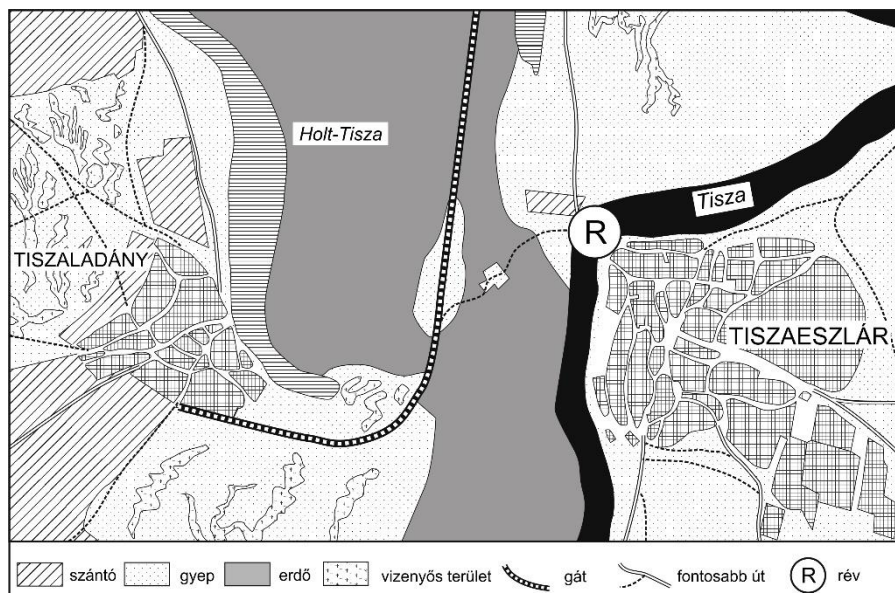 Holt-Tisza
Tisza
R
TISZALADÁNY
TISZAESZLÁR
szántó
gyep
erdő
vizenyős terület
gát
fontosabb út
R
rév